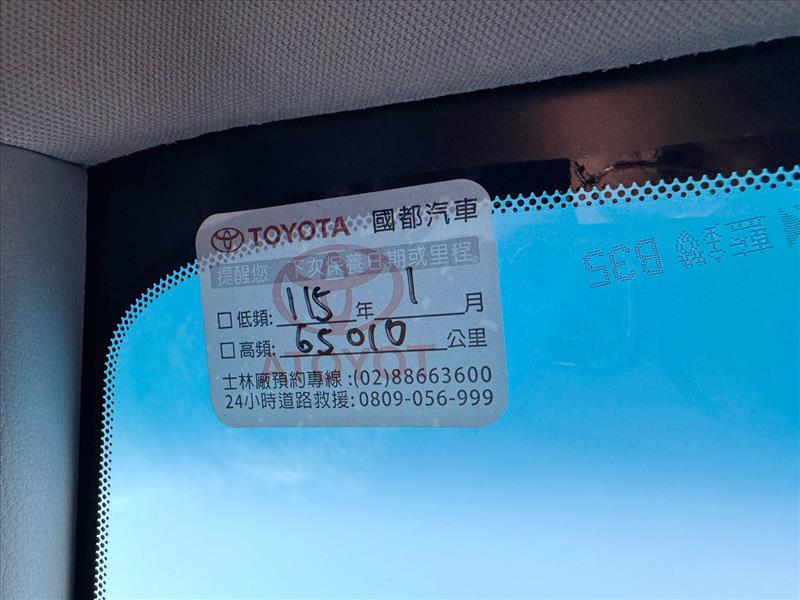 TOYOTA 國都汽車
提醒您 下次保養日期或里程
□低頻: 115 年 1 月
□高頻: 65010 公里
士林廠預約專線:(02)88663600
24小時道路救援:0809-056-999
B35